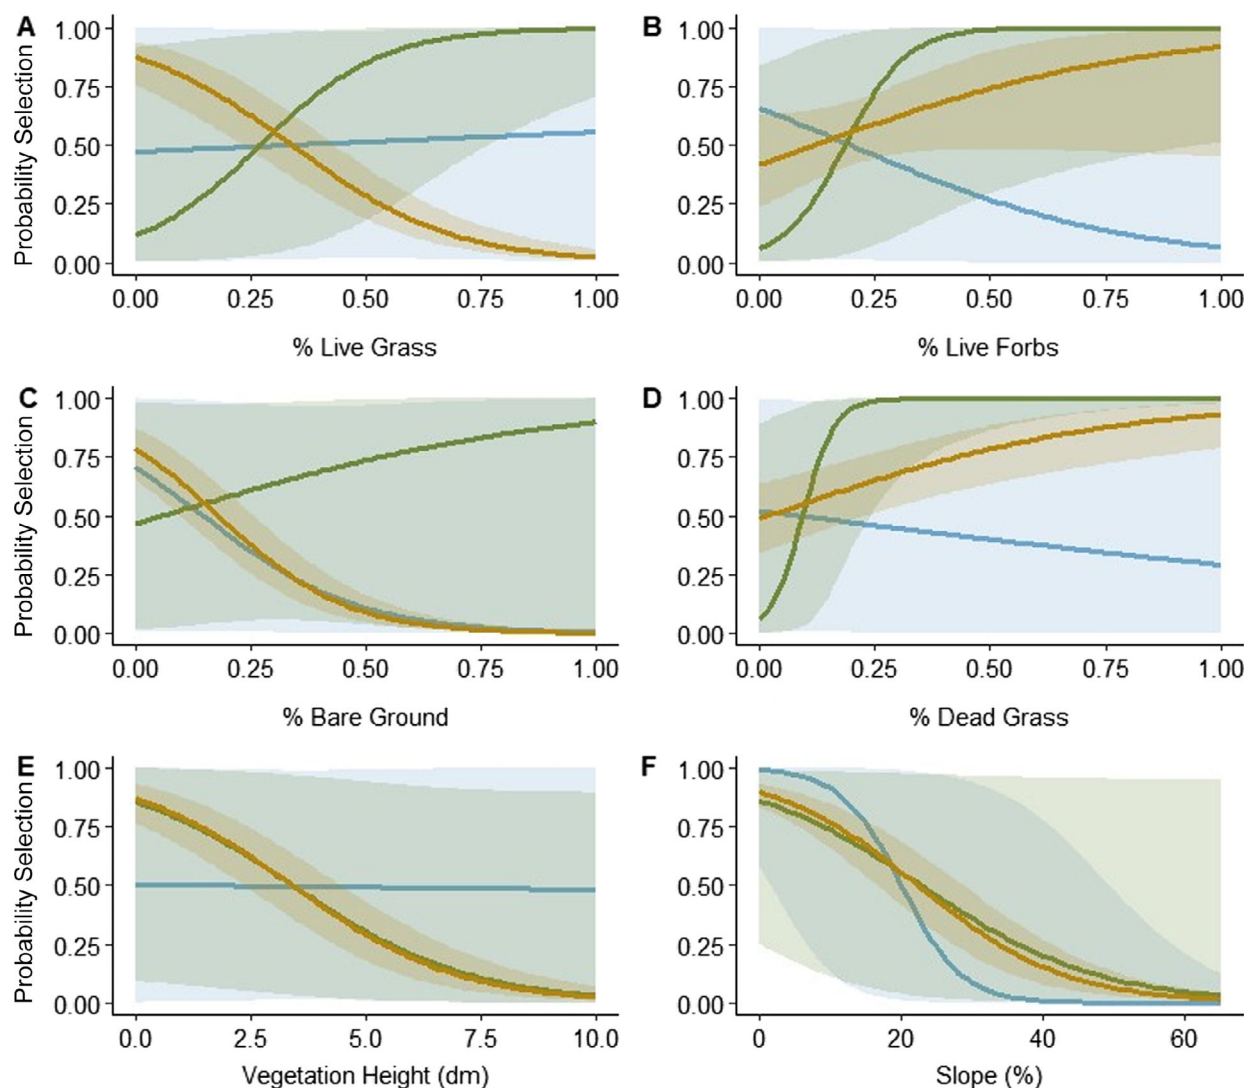 A
B
Probability Selection
1.00
0.75
0.50
0.25
0.00
0.00 0.25 0.50 0.75 1.00
% Live Grass
1.00
0.75
0.50
0.25
0.00
0.00 0.25 0.50 0.75 1.00
% Live Forbs
C
D
Probability Selection
1.00
0.75
0.50
0.25
0.00
0.00 0.25 0.50 0.75 1.00
% Bare Ground
1.00
0.75
0.50
0.25
0.00
0.00 0.25 0.50 0.75 1.00
% Dead Grass
E
F
Probability Selection
1.00
0.75
0.50
0.25
0.00
0.0 2.5 5.0 7.5 10.0
Vegetation Height (dm)
1.00
0.75
0.50
0.25
0.00
0 20 40 60
Slope (%)